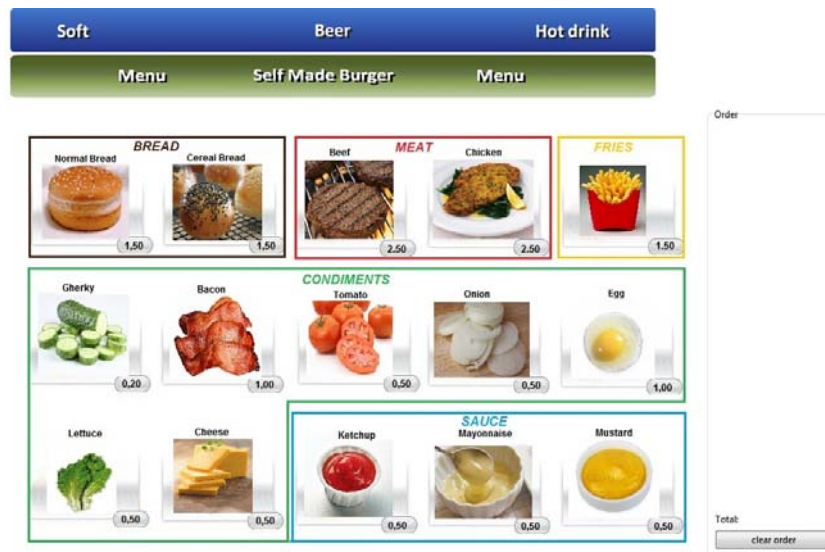 Soft Beer Hot drink
Menu Self Made Burger Menu
Order
BREAD MEAT FRIES
Normal Bread Cereal Bread Beef Chicken
1,50 1,50 2.50 2.50 1.50
CONDIMENTS
Gherky Bacon Tomato Onion Egg
0,20 1,00 0,50 0,50 1,00
SAUCE
Lettuce Cheese Ketchup Mayonnaise Mustard
0,50 0,50 0,50 0,50 0,50
Total:
clear order